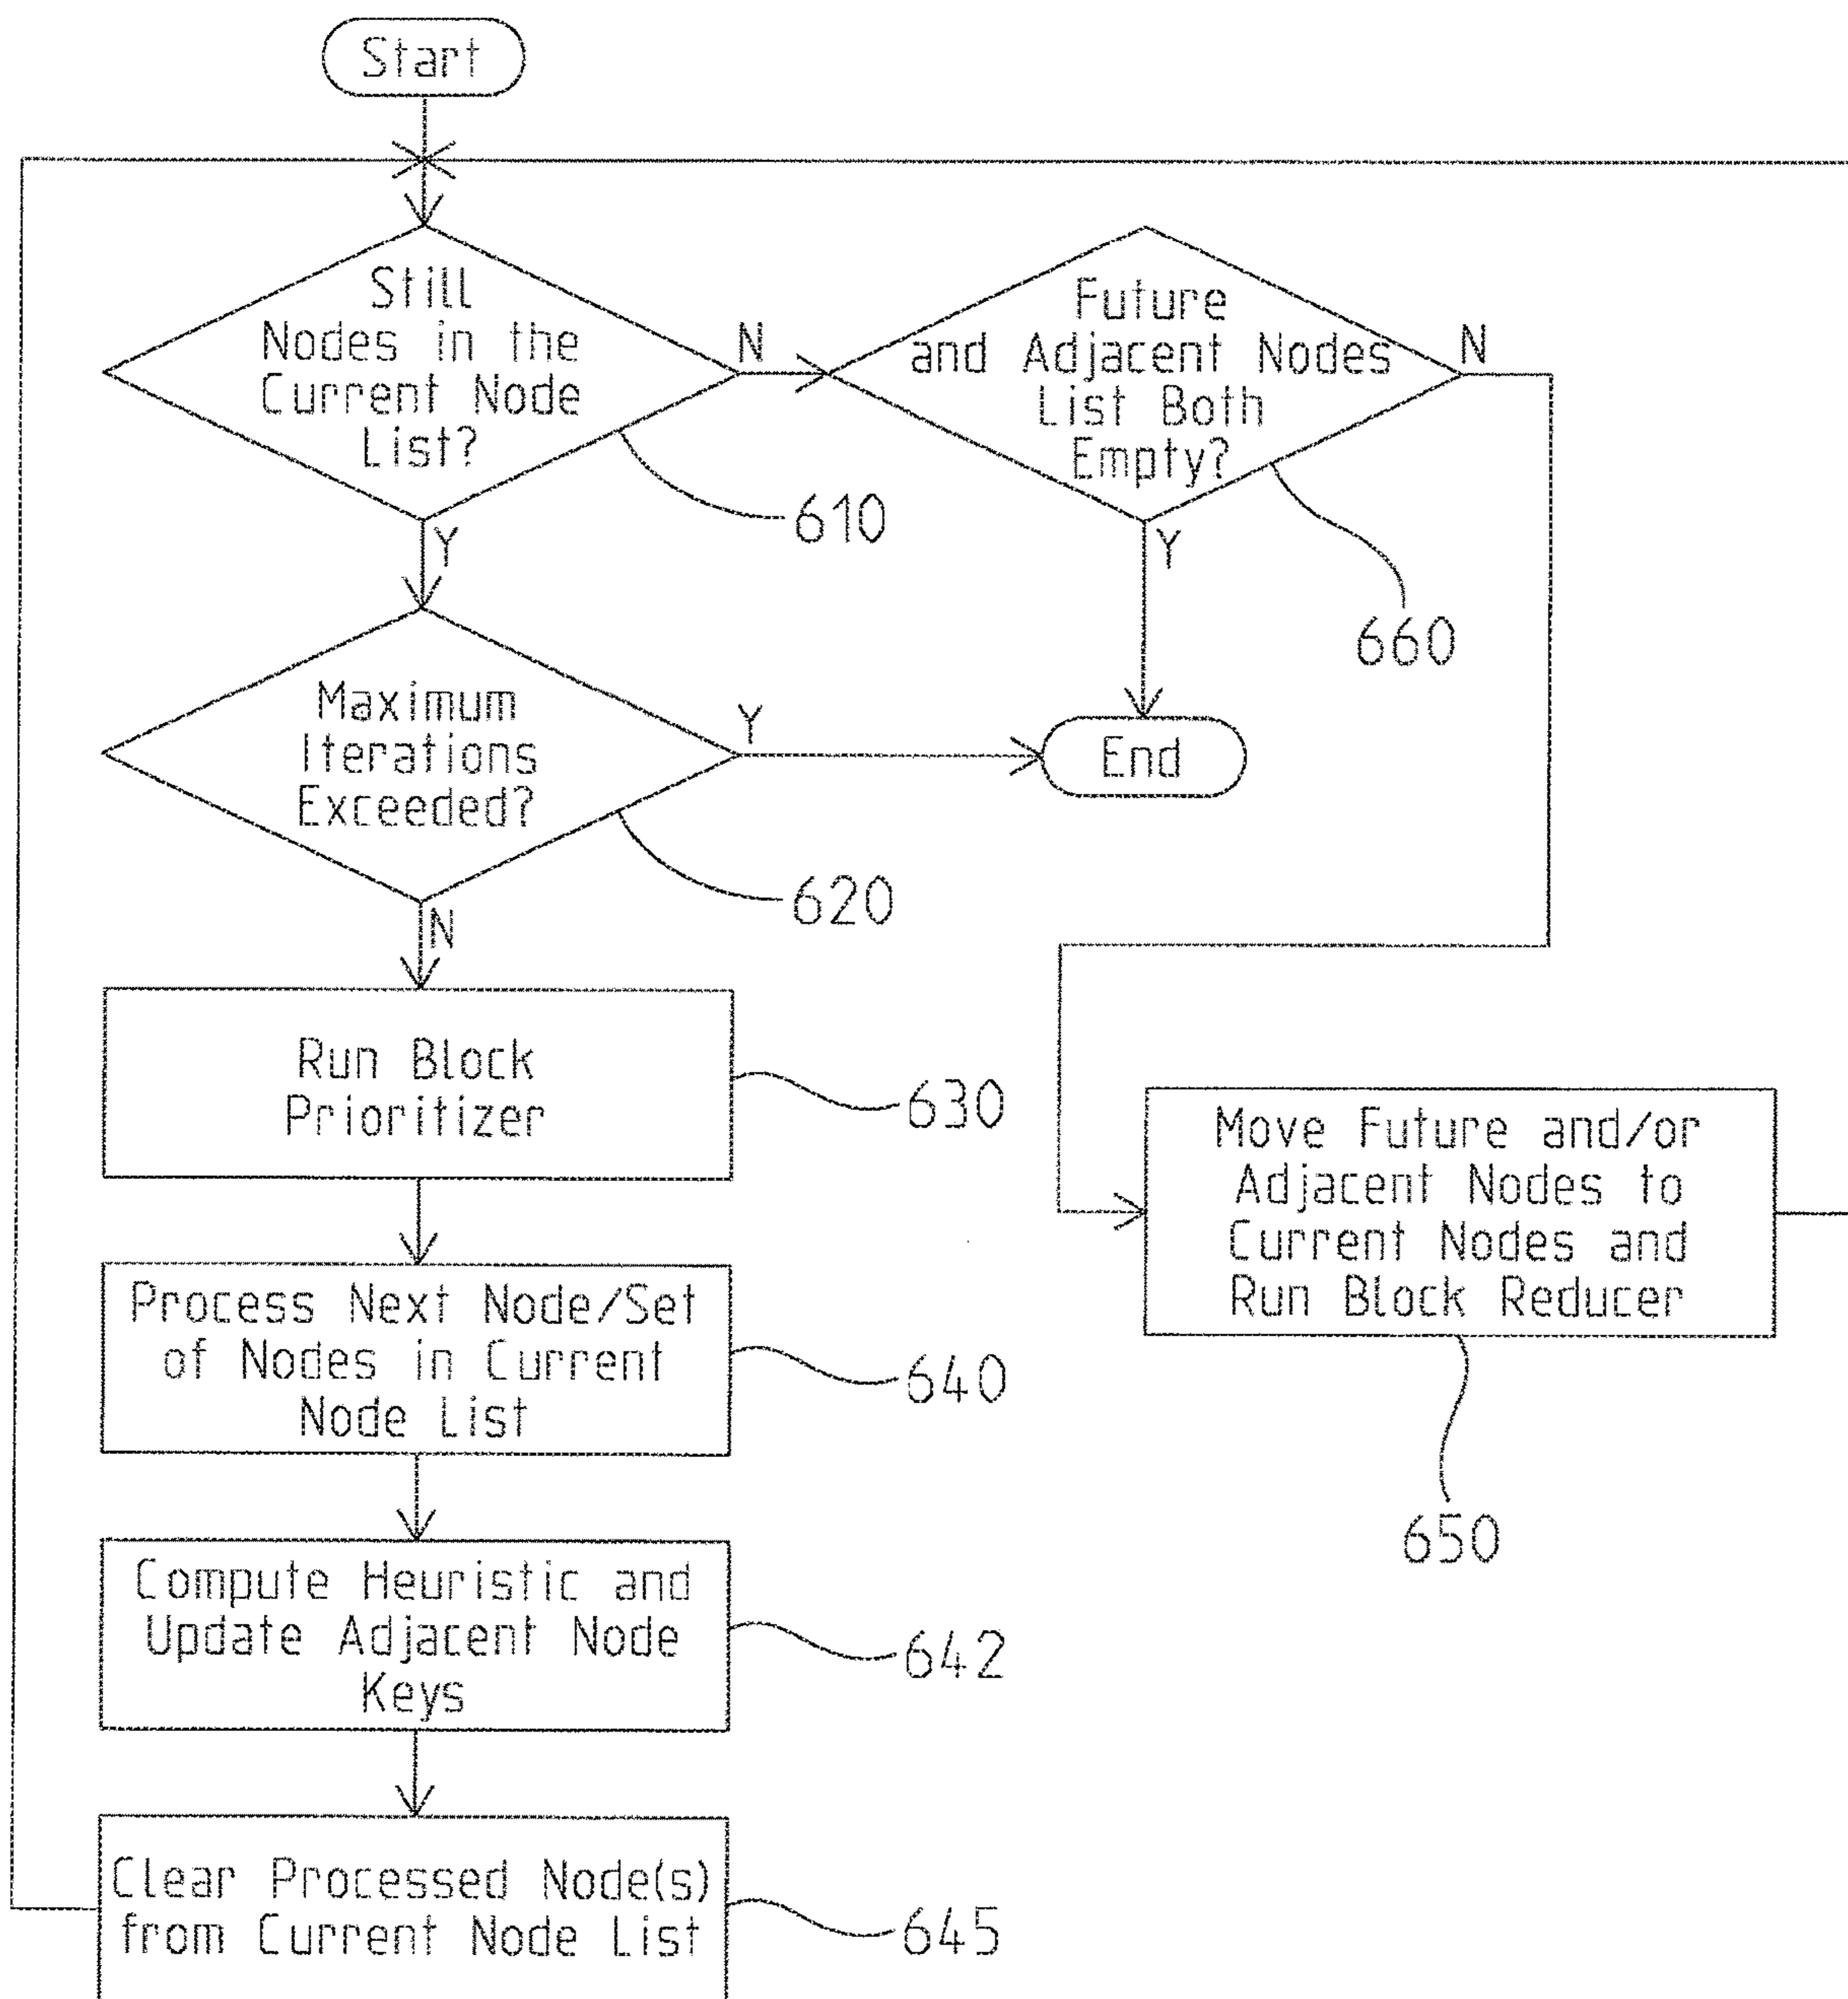 Start
Still
Nodes in the
Current Node
List?
N
Y
610
Future
and Adjacent Nodes
List Both
Empty?
N
Y
660
Maximum
Iterations
Exceeded?
Y
N
620
End
Run Block
Prioritizer
630
Move Future and/or
Adjacent Nodes to
Current Nodes and
Run Block Reducer
650
Process Next Node/Set
of Nodes in Current
Node List
640
Compute Heuristic and
Update Adjacent Node
Keys
642
Clear Processed Node(s)
from Current Node List
645